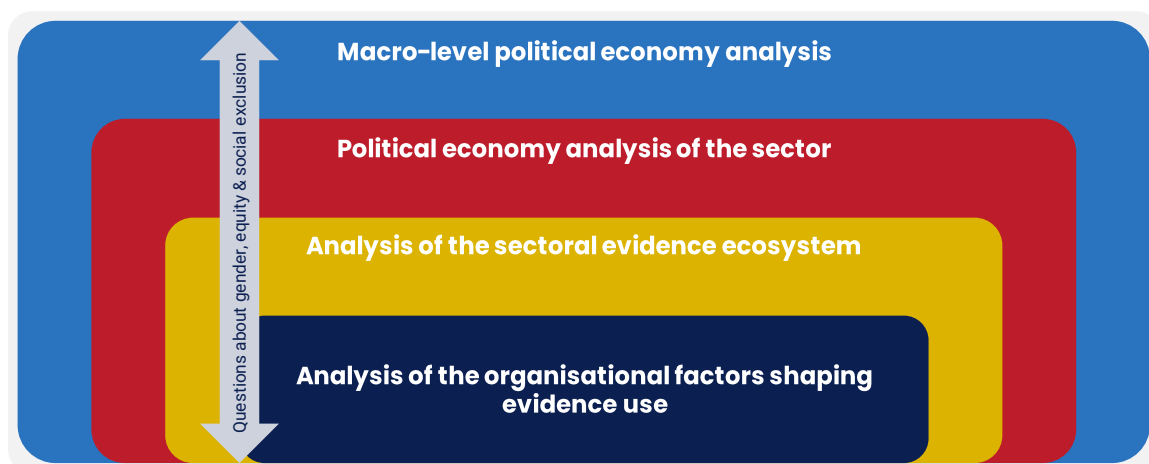 Macro-level political economy analysis
Political economy analysis of the sector
Analysis of the sectoral evidence ecosystem
Analysis of the organisational factors shaping
evidence use
Questions about gender, equity & social exclusion